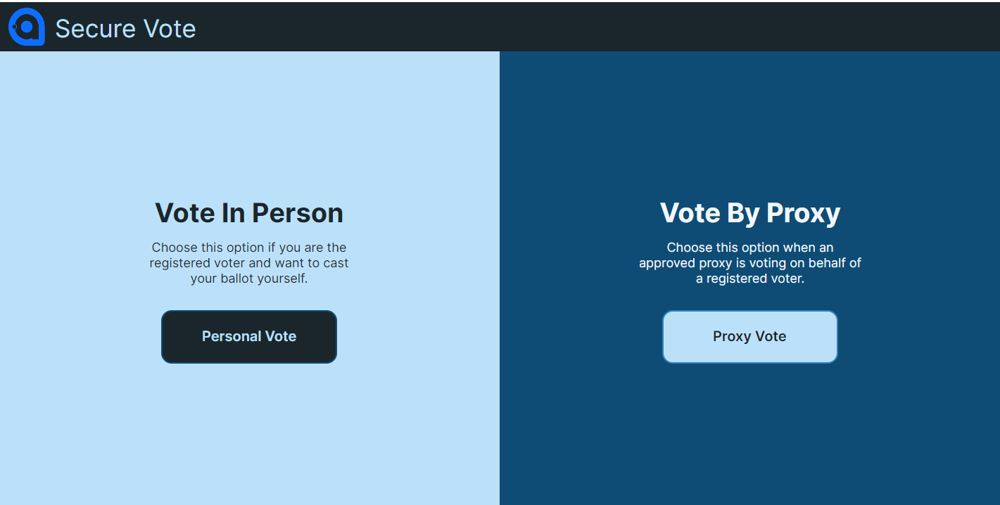 Secure Vote
Vote In Person
Choose this option if you are the
registered voter and want to cast
your ballot yourself.
Personal Vote
Vote By Proxy
Choose this option when an
approved proxy is voting on behalf of
a registered voter.
Proxy Vote